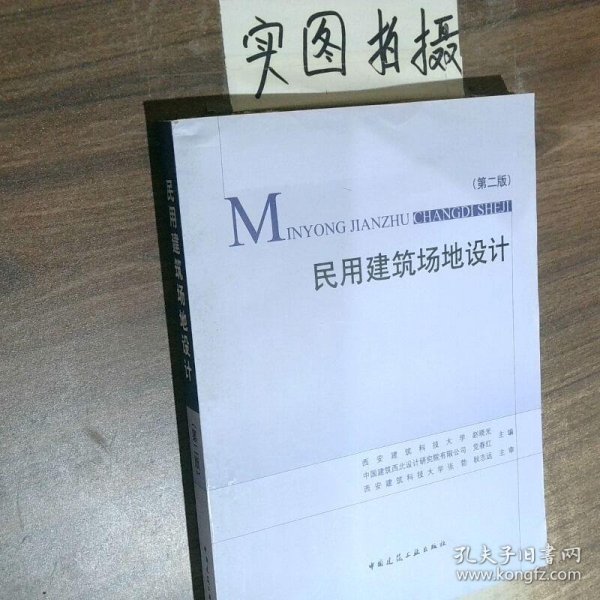 实图拍摄
(第二版)
MINYONG JIANZHU CHANGDI SHEJI
民用建筑场地设计
西安建筑科技大学 赵晓光 主编
中国建筑西北设计研究院有限公司 党春红
西安建筑科技大学 张勃 耿志远 主审
中国建筑工业出版社
民用建筑场地设计
(第二版)
孔夫子旧书网
www.kongfz.com